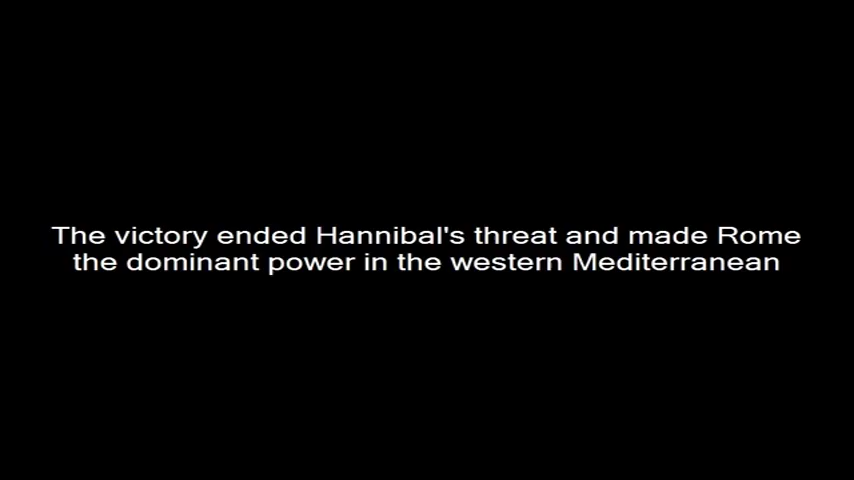 The victory ended Hannibal's threat and made Rome
the dominant power in the western Mediterranean